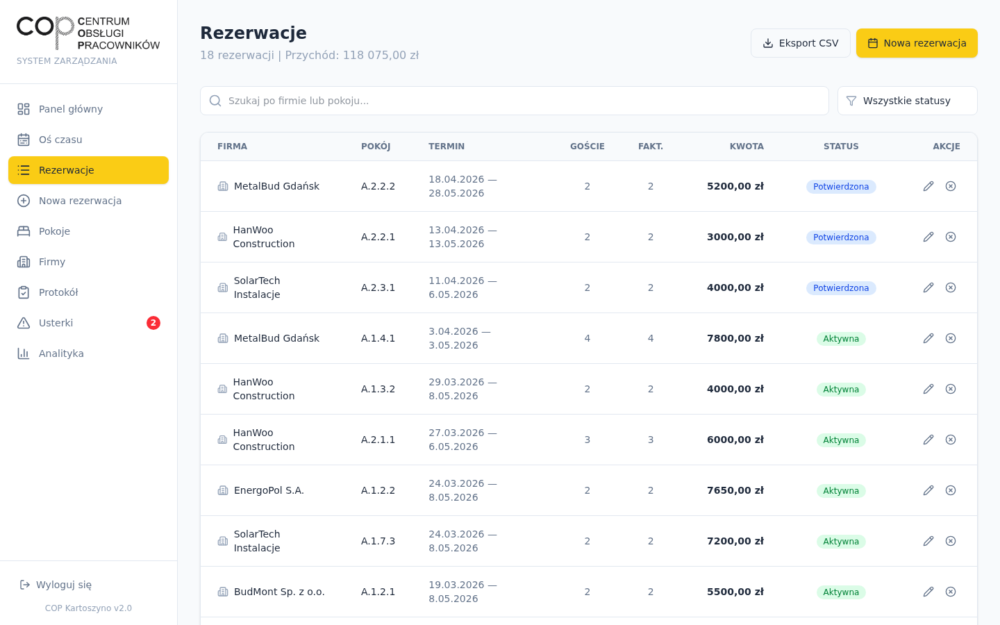 COP CENTRUM
OBSŁUGI
PRACOWNIKÓW
SYSTEM ZARZĄDZANIA
Panel główny
Oś czasu
Rezerwacje
Nowa rezerwacja
Pokoje
Firmy
Protokół
Usterki 2
Analityka
Wyloguj się
COP Kartoszyno v2.0
Rezerwacje
18 rezerwacji | Przychód: 118 075,00 zł
Eksport CSV
Nowa rezerwacja
Szukaj po firmie lub pokoju...
Wszystkie statusy
FIRMA POKÓJ TERMIN GOŚCIE FAKT. KWOTA STATUS AKCJE
MetalBud Gdańsk A.2.2.2 18.04.2026 — 2 2 5200,00 zł Potwierdzona
28.05.2026
HanWoo A.2.2.1 13.04.2026 — 2 2 3000,00 zł Potwierdzona
Construction 13.05.2026
SolarTech A.2.3.1 11.04.2026 — 2 2 4000,00 zł Potwierdzona
Instalacje 6.05.2026
MetalBud Gdańsk A.1.4.1 3.04.2026 — 4 4 7800,00 zł Aktywna
3.05.2026
HanWoo A.1.3.2 29.03.2026 — 2 2 4000,00 zł Aktywna
Construction 8.05.2026
HanWoo A.2.1.1 27.03.2026 — 3 3 6000,00 zł Aktywna
Construction 6.05.2026
EnergoPol S.A. A.1.2.2 24.03.2026 — 2 2 7650,00 zł Aktywna
8.05.2026
SolarTech A.1.7.3 24.03.2026 — 2 2 7200,00 zł Aktywna
Instalacje 8.05.2026
BudMont Sp. z o.o. A.1.2.1 19.03.2026 — 2 2 5500,00 zł Aktywna
8.05.2026